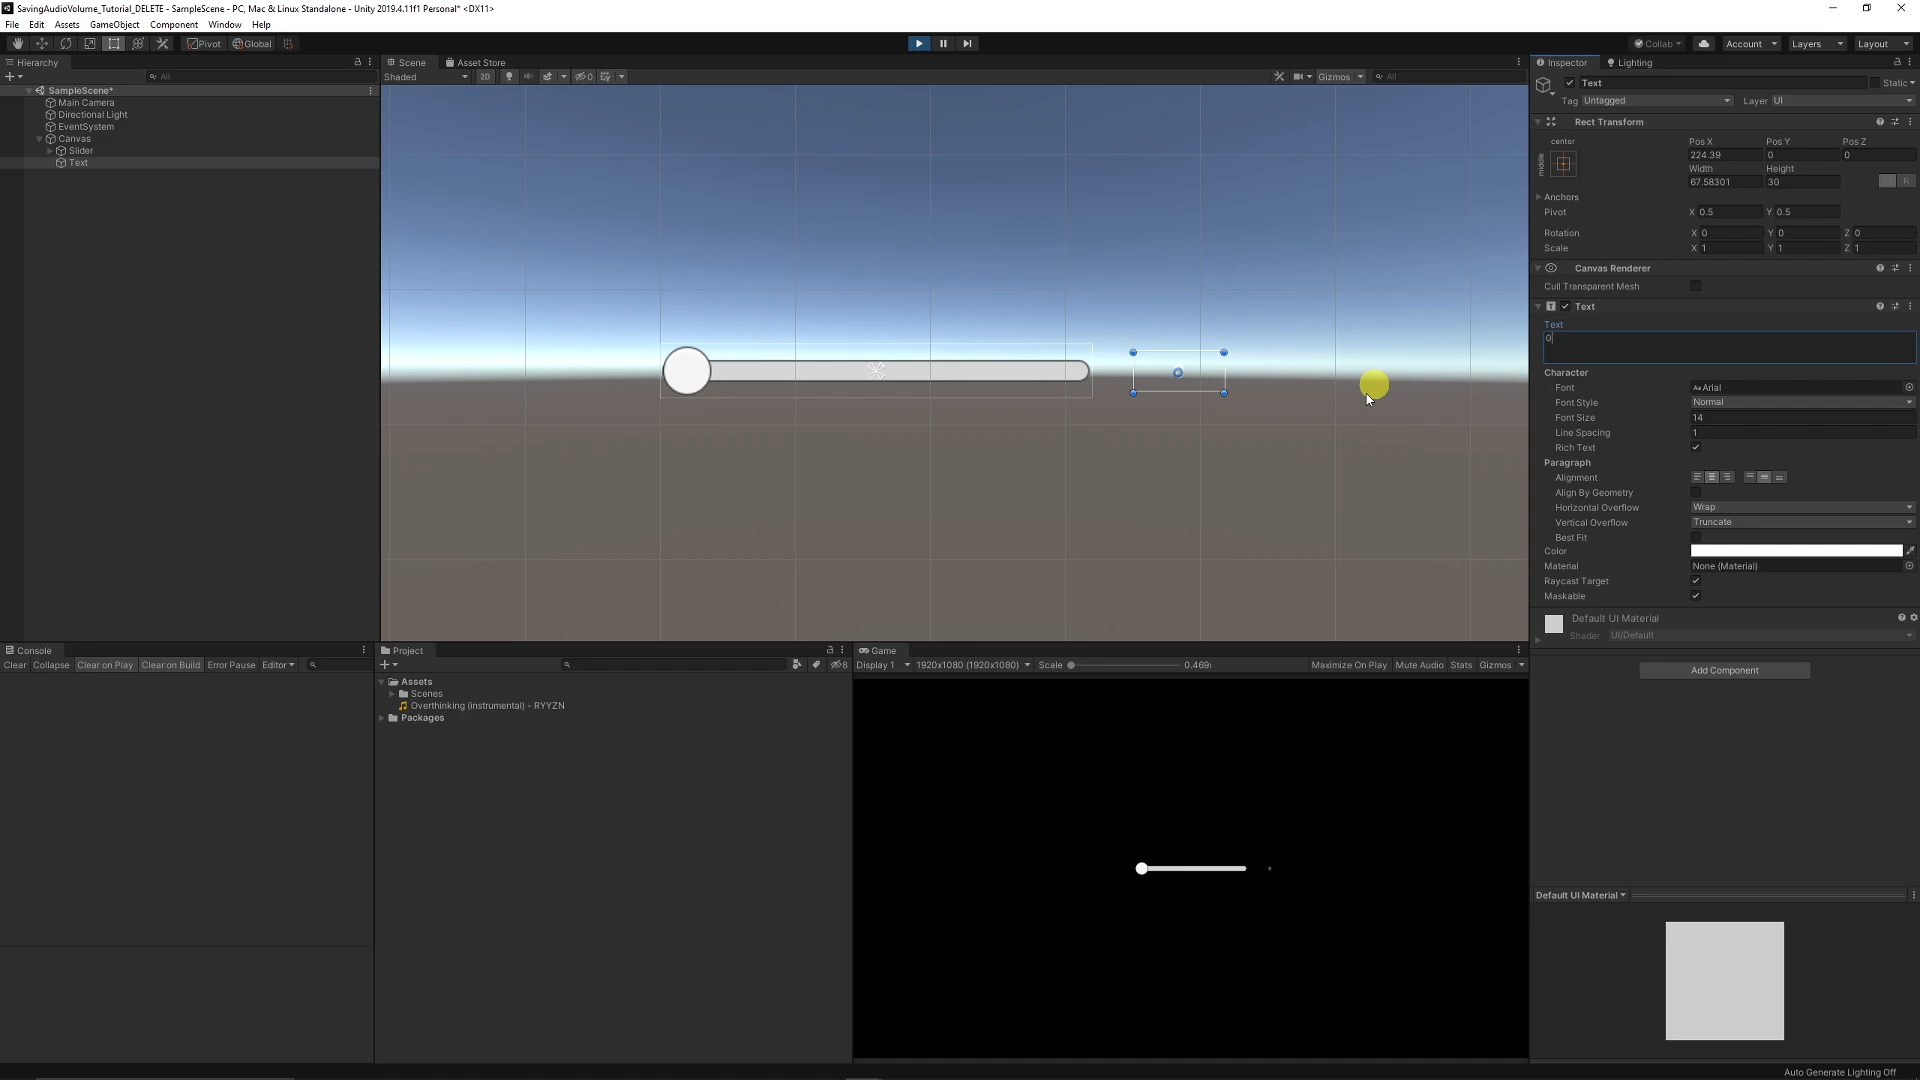 SavingAudioVolume_Tutorial_DELETE - SampleScene - PC, Mac & Linux Standalone - Unity 2019.4.11f1 Personal* <DX11>
File Edit Assets GameObject Component Window Help
Pivot Global
Collab Account Layers Layout
Hierarchy
All
SampleScene*
Main Camera
Directional Light
EventSystem
Canvas
Slider
Text
Scene Asset Store
Shaded 2D 0 Gizmos All
Inspector Lighting
Text Static
Tag Untagged Layer UI
Rect Transform
center
middle
Pos X Pos Y Pos Z
224.39 0 0
Width Height
67.58301 30
R
Anchors
Pivot X 0.5 Y 0.5
Rotation X 0 Y 0 Z 0
Scale X 1 Y 1 Z 1
Canvas Renderer
Cull Transparent Mesh
Text
Text
0
Character
Font Arial
Font Style Normal
Font Size 14
Line Spacing 1
Rich Text
Paragraph
Alignment
Align By Geometry
Horizontal Overflow Wrap
Vertical Overflow Truncate
Best Fit
Color
Material None (Material)
Raycast Target
Maskable
Default UI Material
Shader UI/Default
Add Component
Default UI Material
Console
Clear Collapse Clear on Play Clear on Build Error Pause Editor
Project
8
Assets
Scenes
Overthinking (instrumental) - RYYZN
Packages
Game
Display 1 1920x1080 (1920x1080) Scale 0.469: Maximize On Play Mute Audio Stats Gizmos
Auto Generate Lighting Off